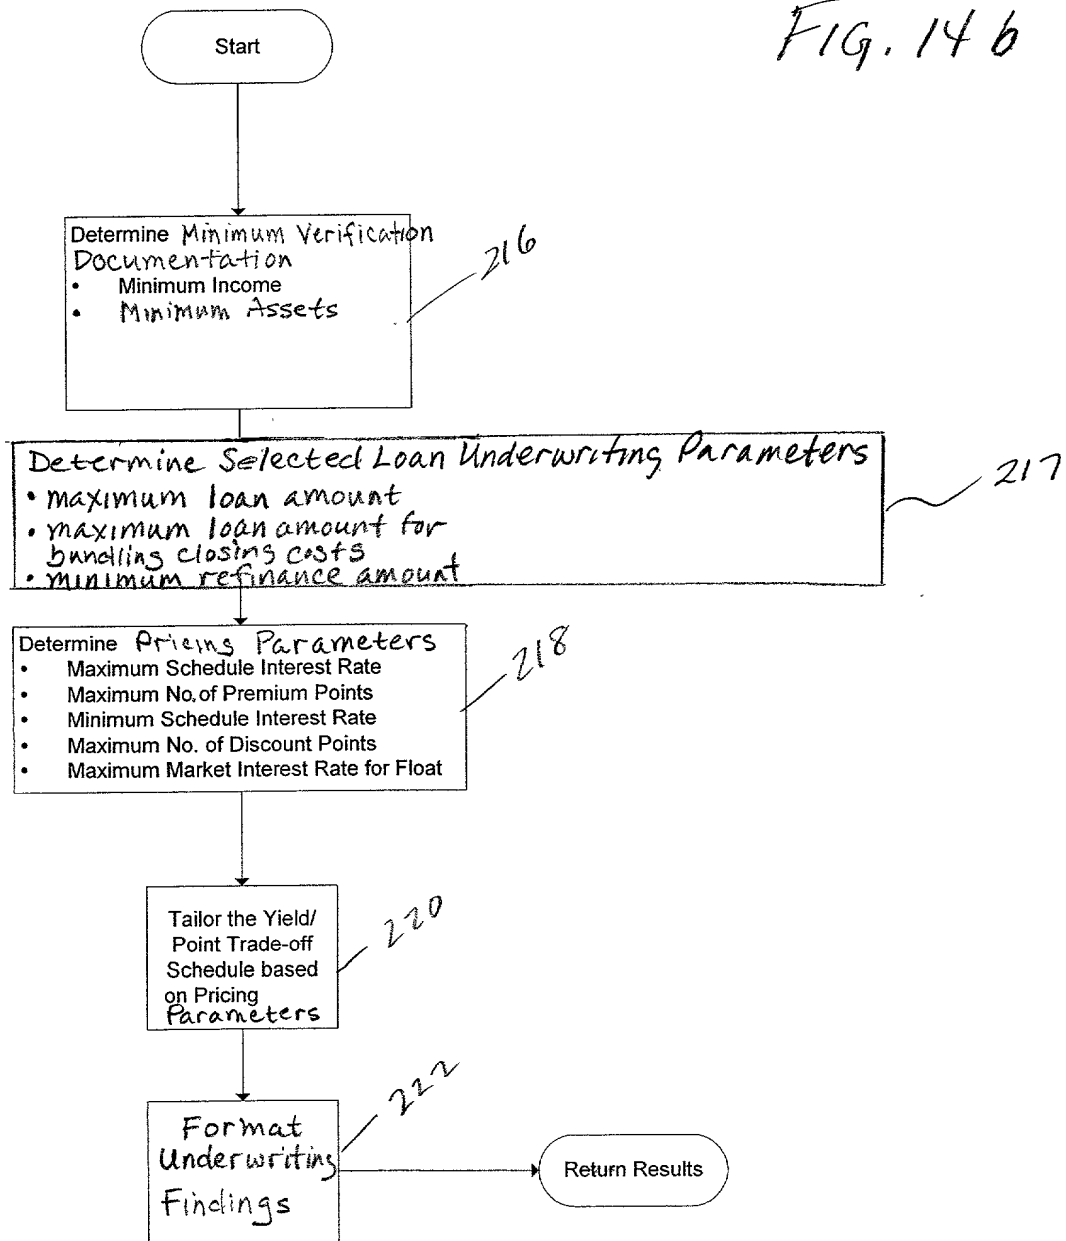 FIG. 14 b
Start
Determine Minimum Verification
Documentation
• Minimum Income
• Minimum Assets
216
Determine Selected Loan Underwriting Parameters
• maximum loan amount
• maximum loan amount for
bundling closing costs
• minimum refinance amount
217
Determine Pricing Parameters
• Maximum Schedule Interest Rate
• Maximum No. of Premium Points
• Minimum Schedule Interest Rate
• Maximum No. of Discount Points
• Maximum Market Interest Rate for Float
218
Tailor the Yield/
Point Trade-off
Schedule based
on Pricing
Parameters
220
Format
Underwriting
Findings
222
Return Results